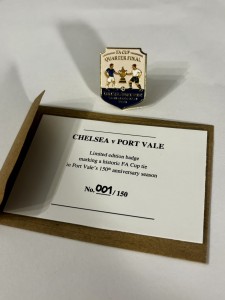 FA CUP
QUARTER FINAL
CHELSEA v PORT VALE
Limited edition badge
marking a historic FA Cup tie
in Port Vale's 150th anniversary season
No. 001 / 150